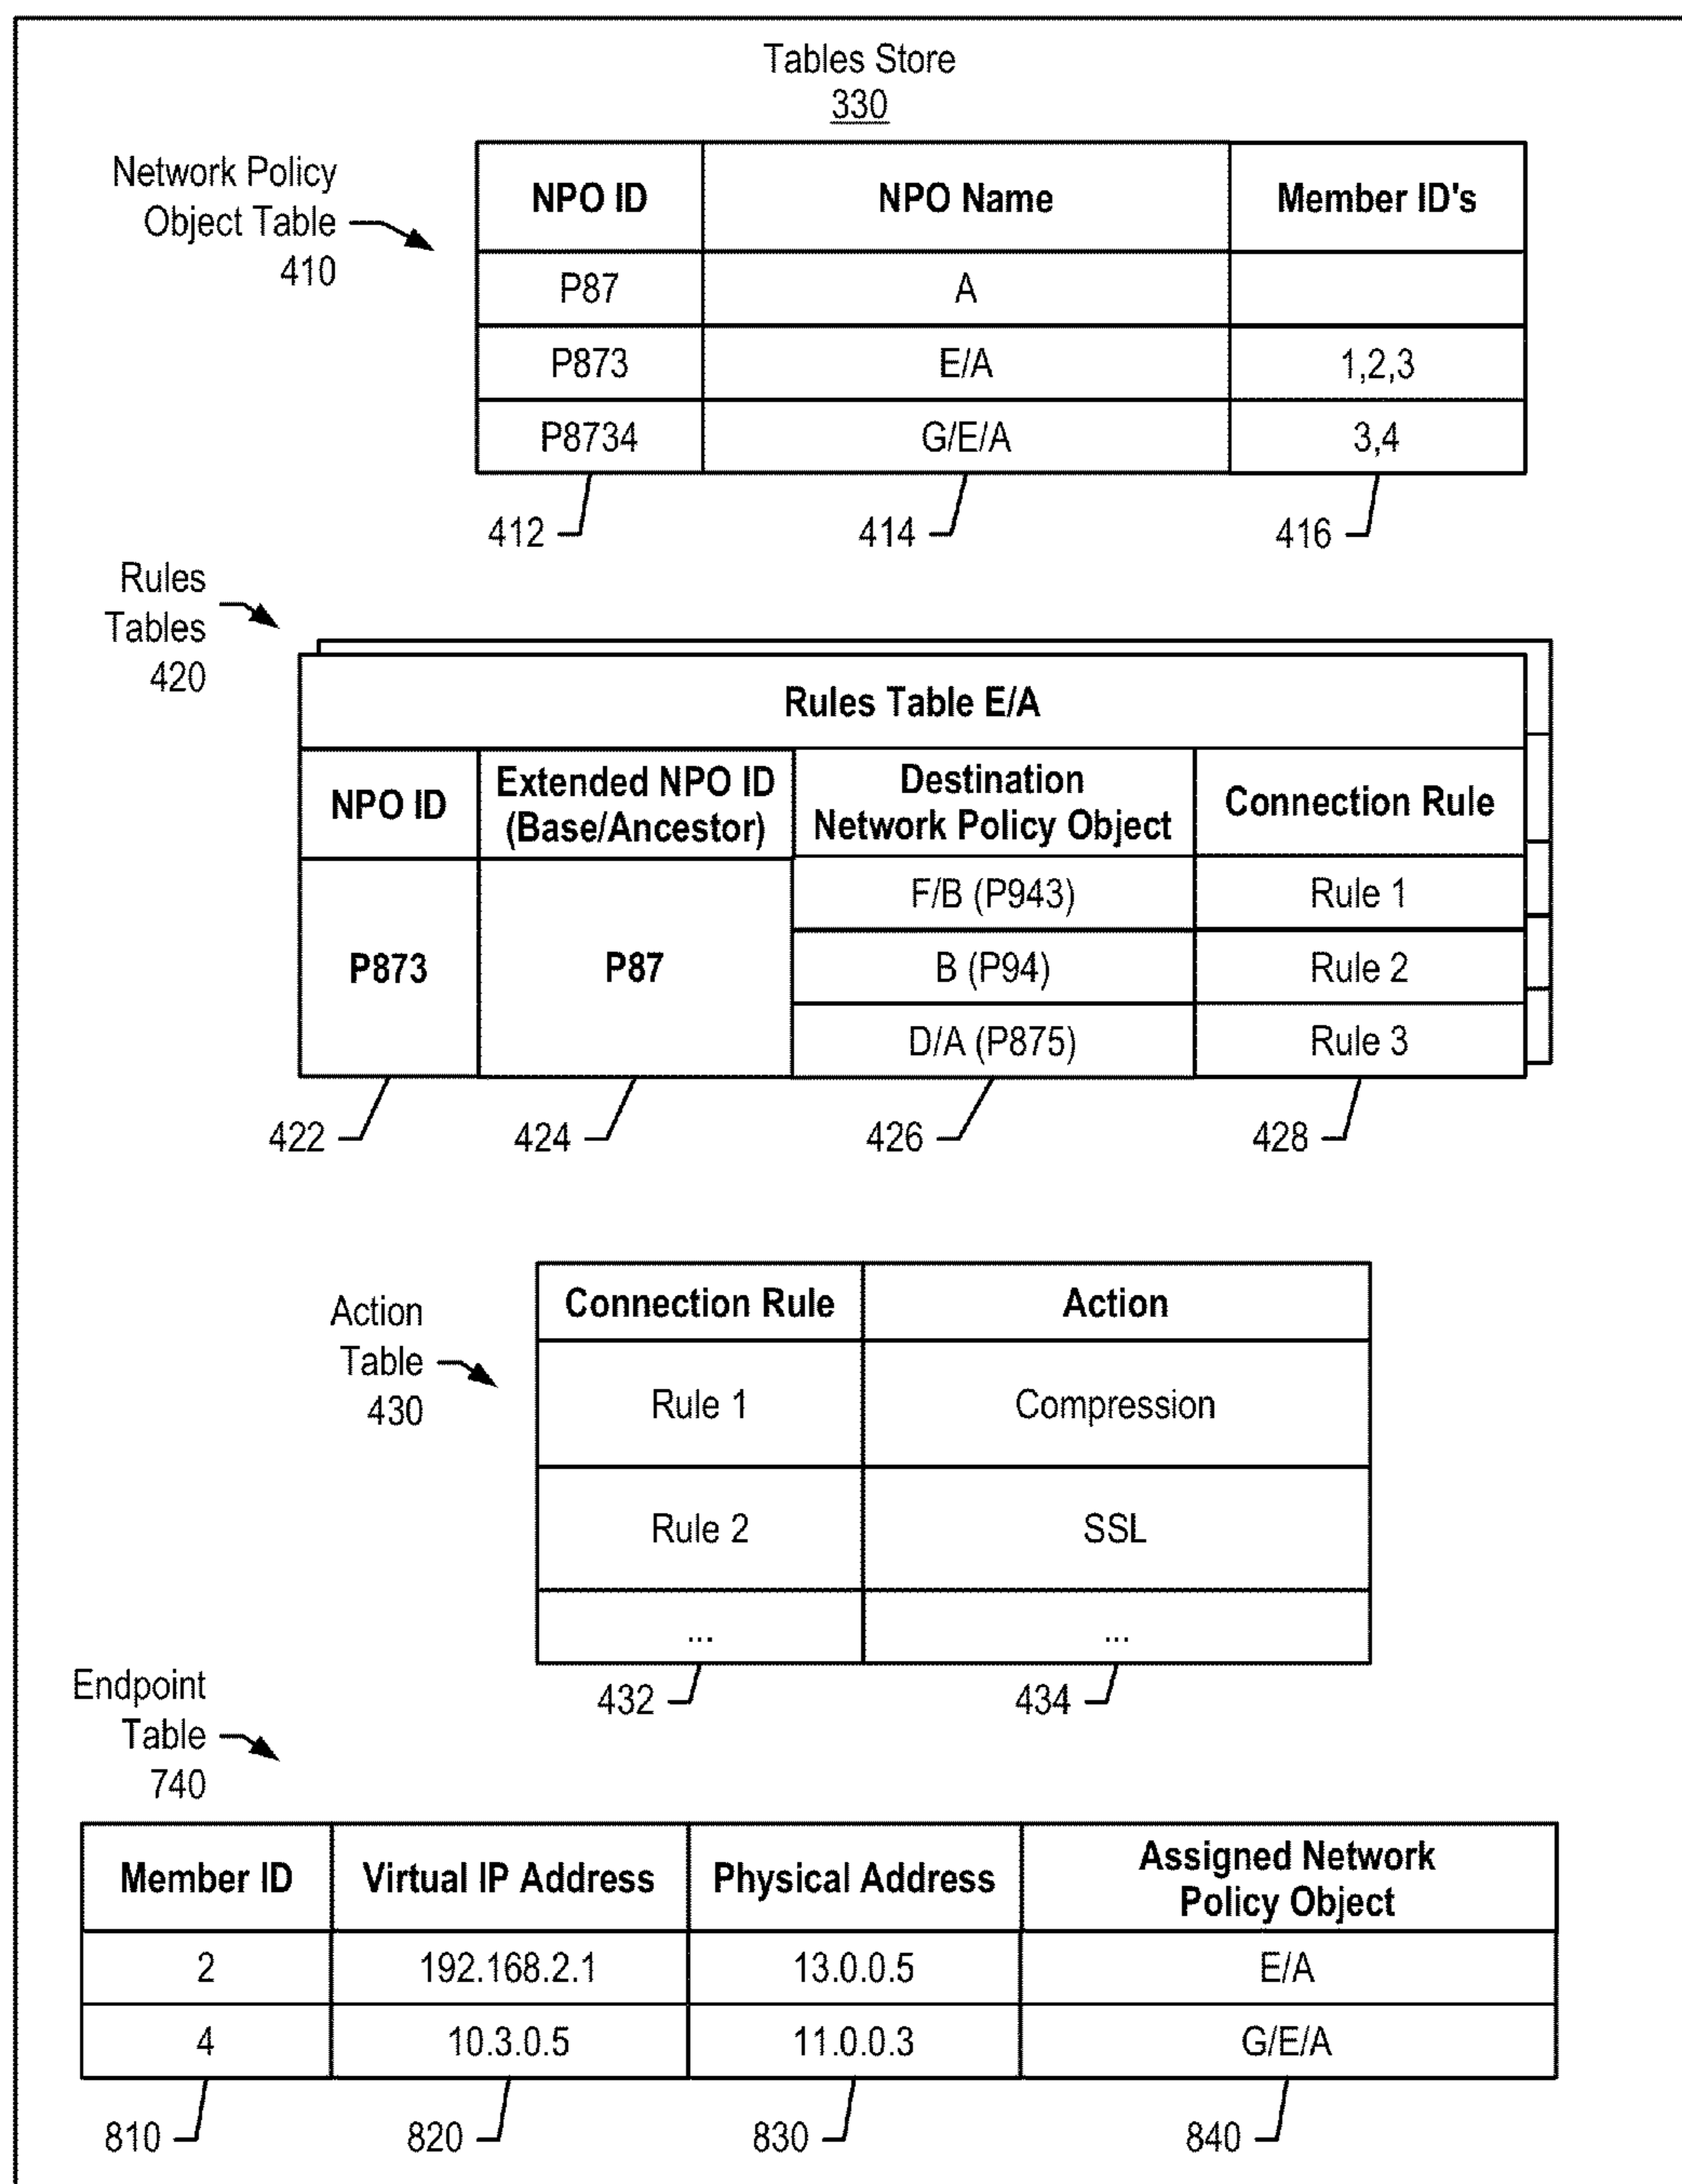 Tables Store
330
Network Policy
Object Table
410
NPO ID NPO Name Member ID's
P87 A
P873 E/A 1,2,3
P8734 G/E/A 3,4
412 414 416
Rules
Tables
420
Rules Table E/A
NPO ID Extended NPO ID (Base/Ancestor) Destination Network Policy Object Connection Rule
F/B (P943) Rule 1
P873 P87 B (P94) Rule 2
D/A (P875) Rule 3
422 424 426 428
Action
Table
430
Connection Rule Action
Rule 1 Compression
Rule 2 SSL
... ...
432 434
Endpoint
Table
740
Member ID Virtual IP Address Physical Address Assigned Network Policy Object
2 192.168.2.1 13.0.0.5 E/A
4 10.3.0.5 11.0.0.3 G/E/A
810 820 830 840